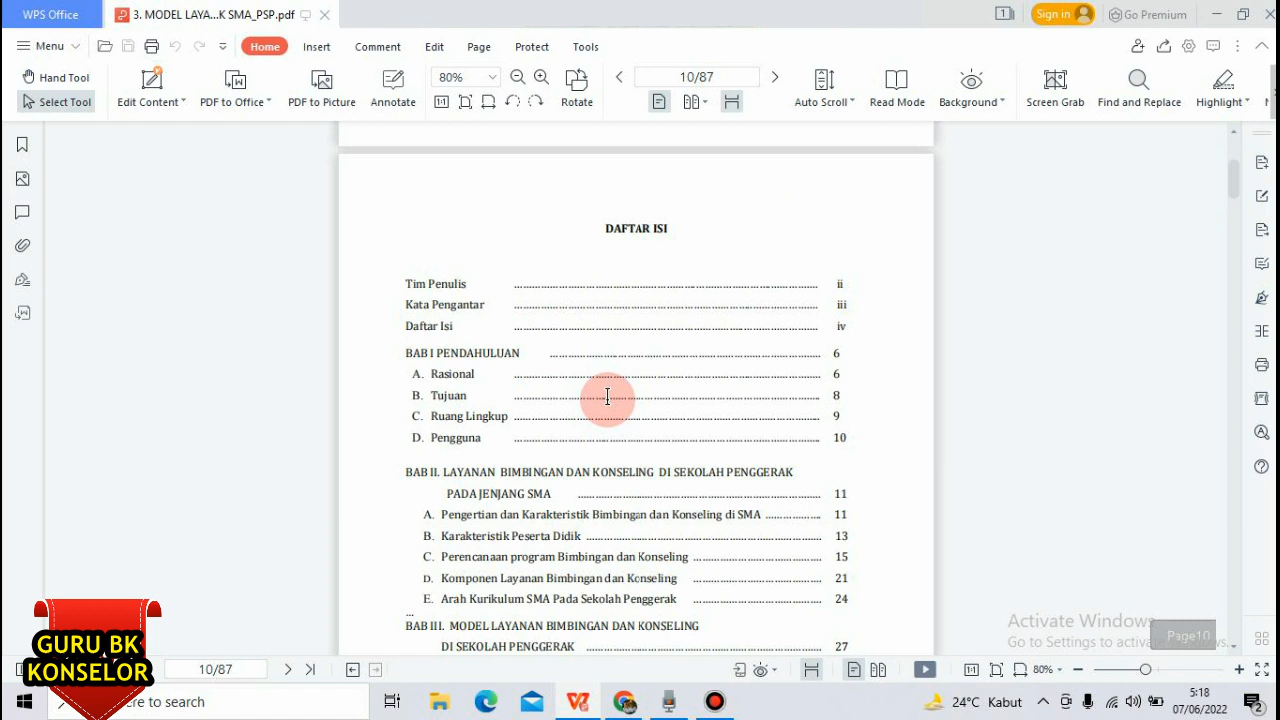 WPS Office
3. MODEL LAYA...K SMA_PSP.pdf
1
Sign in
Go Premium
Menu
Home
Insert
Comment
Edit
Page
Protect
Tools
Hand Tool
Select Tool
Edit Content
PDF to Office
PDF to Picture
Annotate
80%
Rotate
10/87
Auto Scroll
Read Mode
Background
Screen Grab
Find and Replace
Highlight
DAFTAR ISI
Tim Penulis ........ ii
Kata Pengantar ........ iii
Daftar Isi ........ iv
BAB I PENDAHULUAN ........ 6
A. Rasional ........ 6
B. Tujuan ........ 8
C. Ruang Lingkup ........ 9
D. Pengguna ........ 10
BAB II. LAYANAN BIMBINGAN DAN KONSELING DI SEKOLAH PENGGERAK
PADA JENJANG SMA ........ 11
A. Pengertian dan Karakteristik Bimbingan dan Konseling di SMA ........ 11
B. Karakteristik Peserta Didik ........ 13
C. Perencanaan program Bimbingan dan Konseling ........ 15
D. Komponen Layanan Bimbingan dan Konseling ........ 21
E. Arah Kurikulum SMA Pada Sekolah Penggerak ........ 24
...
BAB III. MODEL LAYANAN BIMBINGAN DAN KONSELING
DI SEKOLAH PENGGERAK ........ 27
Activate Windows
Go to Settings to activa
Page10
GURU BK
KONSELOR
10/87
80%
ere to search
24°C Kabut
5:18
07/06/2022
2